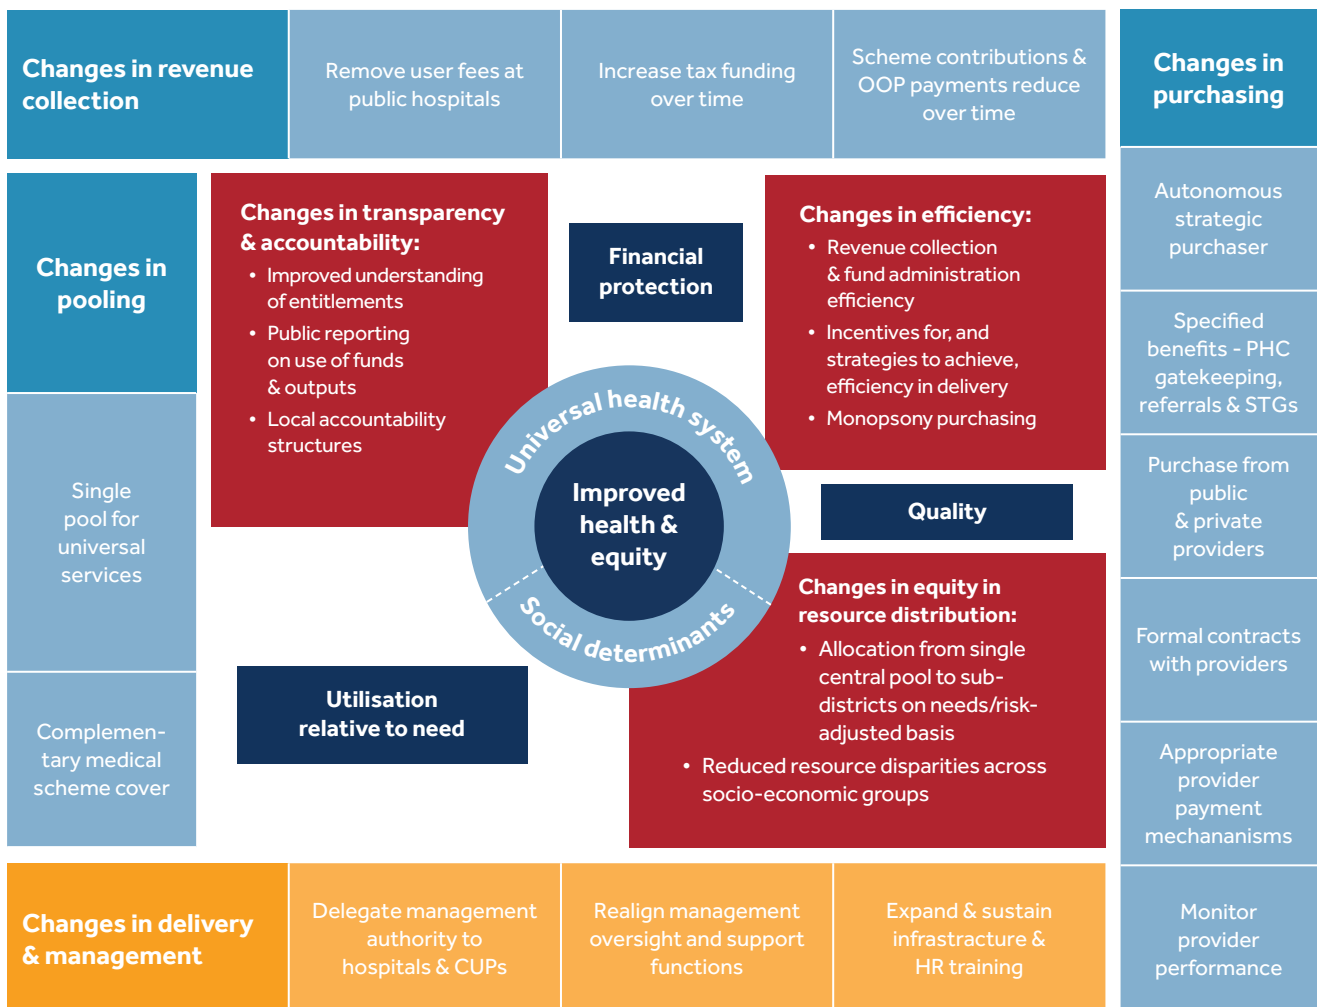 Changes in revenue
collection
Remove user fees at
public hospitals
Increase tax funding
over time
Scheme contributions &
OOP payments reduce
over time
Changes in
purchasing
Autonomous
strategic
purchaser
Specified
benefits - PHC
gatekeeping,
referrals & STGs
Purchase from
public
& private
providers
Formal contracts
with providers
Appropriate
provider
payment
mechananisms
Monitor
provider
performance
Changes in
pooling
Single
pool for
universal
services
Complemen-
tary medical
scheme cover
Changes in transparency
& accountability:
• Improved understanding
of entitlements
• Public reporting
on use of funds
& outputs
• Local accountability
structures
Financial
protection
Changes in efficiency:
• Revenue collection
& fund administration
efficiency
• Incentives for, and
strategies to achieve,
efficiency in delivery
• Monopsony purchasing
Universal health system
Improved
health &
equity
Social determinants
Quality
Utilisation
relative to need
Changes in equity in
resource distribution:
• Allocation from single
central pool to sub-
districts on needs/risk-
adjusted basis
• Reduced resource disparities across
socio-economic groups
Changes in delivery
& management
Delegate management
authority to
hospitals & CUPs
Realign management
oversight and support
functions
Expand & sustain
infrastracture &
HR training